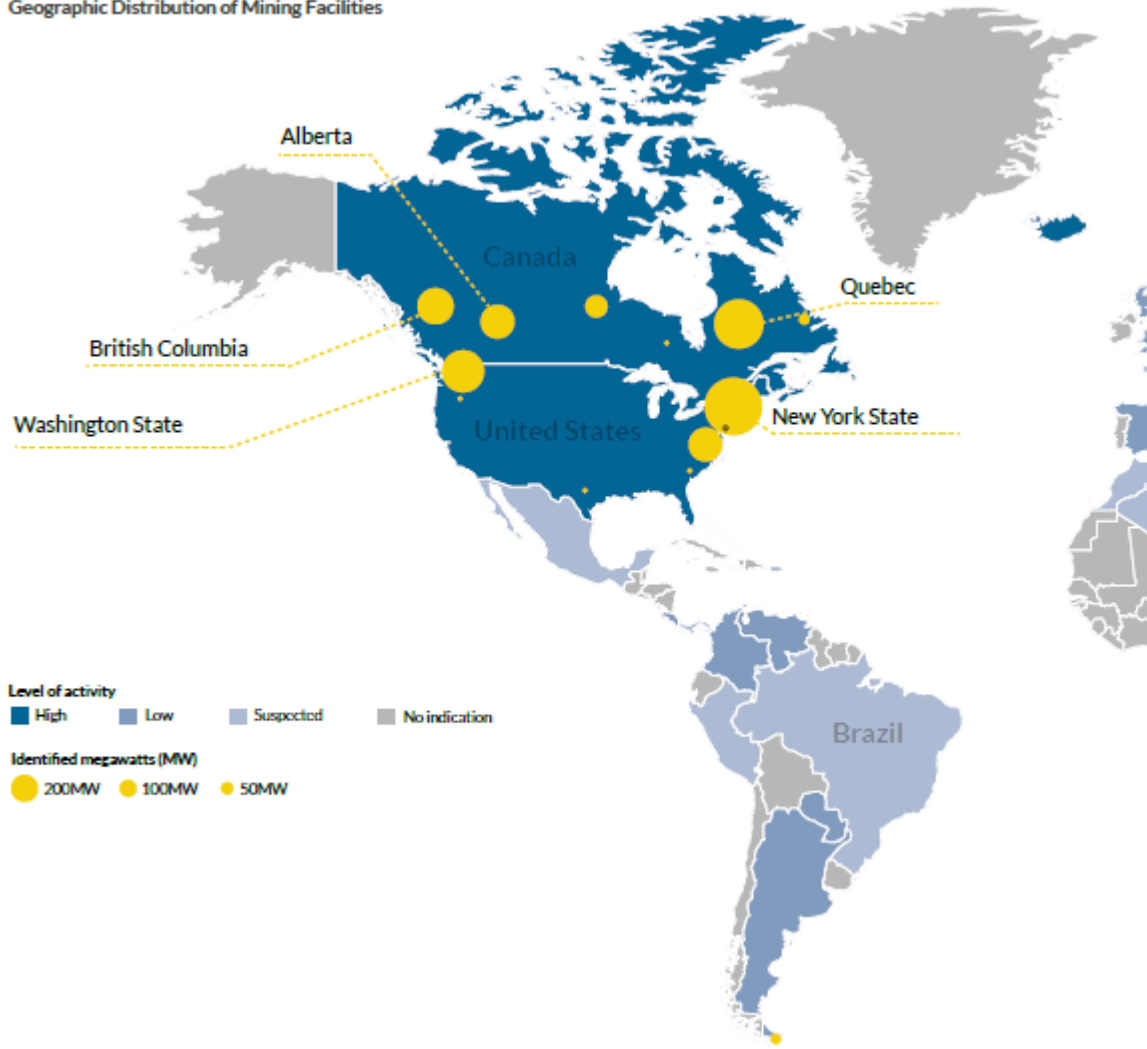 Geographic Distribution of Mining Facilities
Alberta
Canada
Quebec
British Columbia
Washington State
United States
New York State
Level of activity
High Low Suspected No indication
Brazil
Identified megawatts (MW)
200MW 100MW 50MW